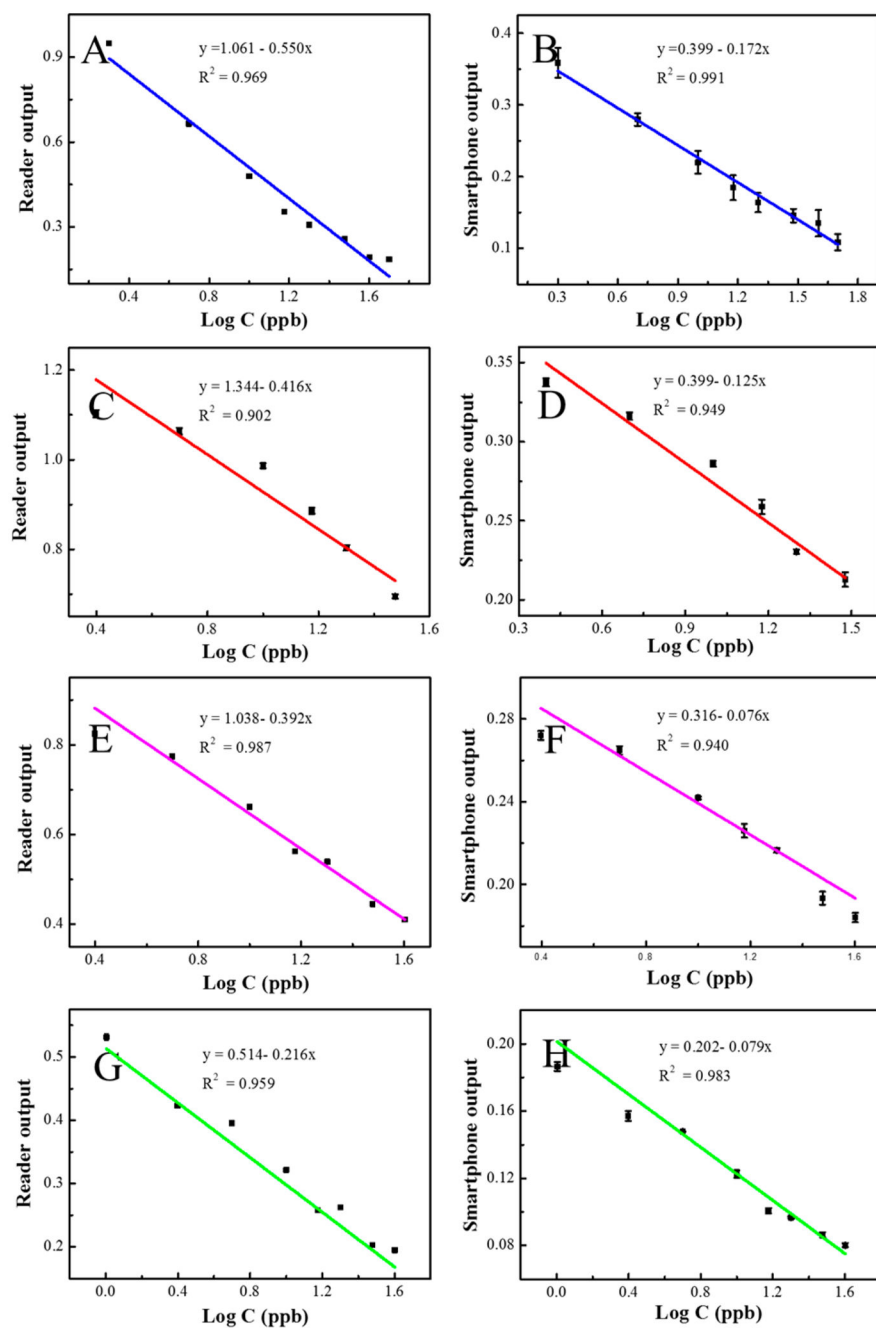 A
y =1.061 - 0.550x
R² = 0.969
0.9
0.6
0.3
Reader output
0.4
0.8
1.2
1.6
Log C (ppb)
B
y =0.399 - 0.172x
R² = 0.991
0.4
0.3
0.2
0.1
Smartphone output
0.3
0.6
0.9
1.2
1.5
1.8
Log C (ppb)
C
y = 1.344- 0.416x
R² = 0.902
1.2
1.0
0.8
Reader output
0.4
0.8
1.2
1.6
Log C (ppb)
D
y = 0.399- 0.125x
R² = 0.949
0.35
0.30
0.25
0.20
Smartphone output
0.3
0.6
0.9
1.2
1.5
Log C (ppb)
E
y = 1.038- 0.392x
R² = 0.987
0.8
0.6
0.4
Reader output
0.4
0.8
1.2
1.6
Log C (ppb)
F
y = 0.316- 0.076x
R² = 0.940
0.28
0.24
0.20
Smartphone output
0.4
0.8
1.2
1.6
Log C (ppb)
G
y = 0.514- 0.216x
R² = 0.959
0.5
0.4
0.3
0.2
Reader output
0.0
0.4
0.8
1.2
1.6
Log C (ppb)
H
y = 0.202- 0.079x
R² = 0.983
0.20
0.16
0.12
0.08
Smartphone output
0.0
0.4
0.8
1.2
1.6
Log C (ppb)